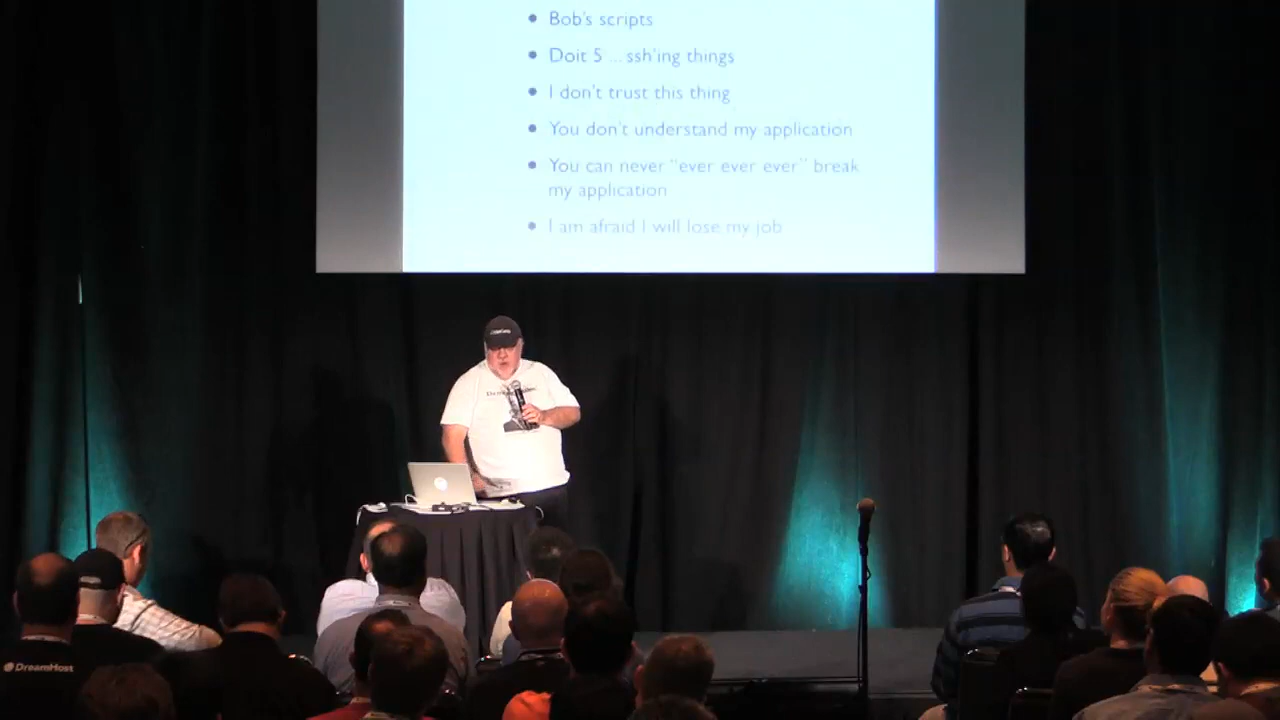 Bob's scripts
Doit 5 ... ssh'ing things
I don't trust this thing
You don't understand my application
You can never "ever ever ever" break
my application
I am afraid I will lose my job
DreamHost